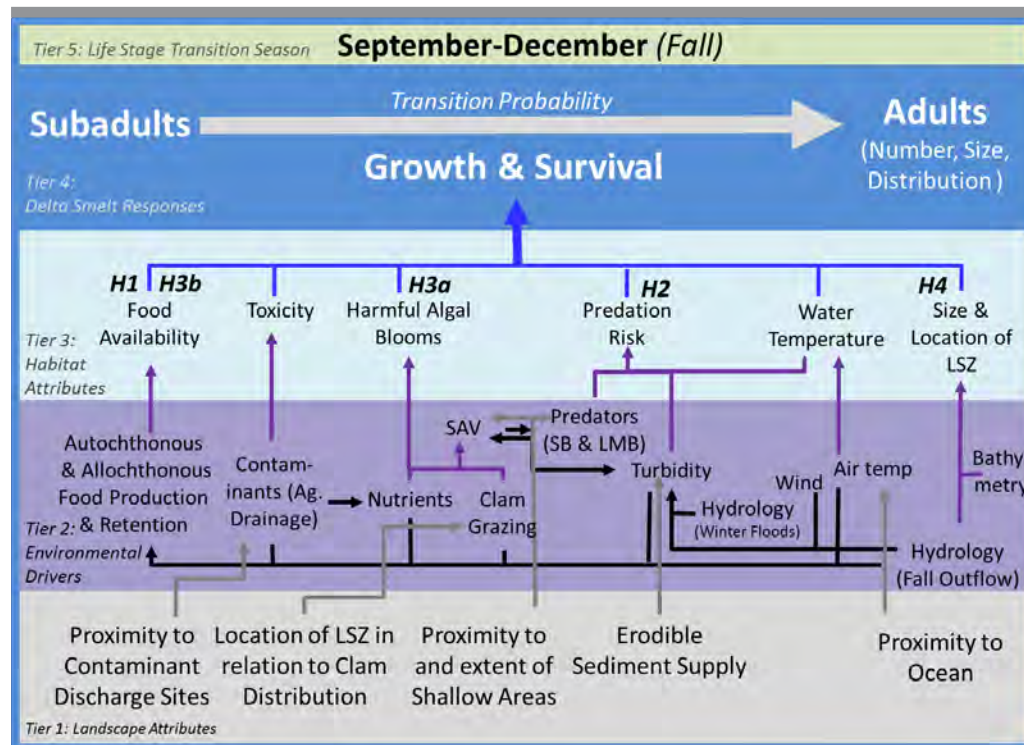 Tier 5: Life Stage Transition Season September-December (Fall)
Transition Probability
Subadults
Adults
(Number, Size,
Distribution )
Growth & Survival
Tier 4:
Delta Smelt Responses
H1 H3b
Food
Availability
Toxicity
H3a
Harmful Algal
Blooms
H2
Predation
Risk
Water
Temperature
H4
Size &
Location of
LSZ
Tier 3:
Habitat
Attributes
Autochthonous
& Allochthonous
Food Production
& Retention
Contam-
inants (Ag.
Drainage)
Nutrients
SAV
Clam
Grazing
Predators
(SB & LMB)
Turbidity
Hydrology
(Winter Floods)
Wind
Air temp
Bathy
metry
Hydrology
(Fall Outflow)
Tier 2:
Environmental
Drivers
Proximity to
Contaminant
Discharge Sites
Location of LSZ in
relation to Clam
Distribution
Proximity to
and extent of
Shallow Areas
Erodible
Sediment Supply
Proximity to
Ocean
Tier 1: Landscape Attributes